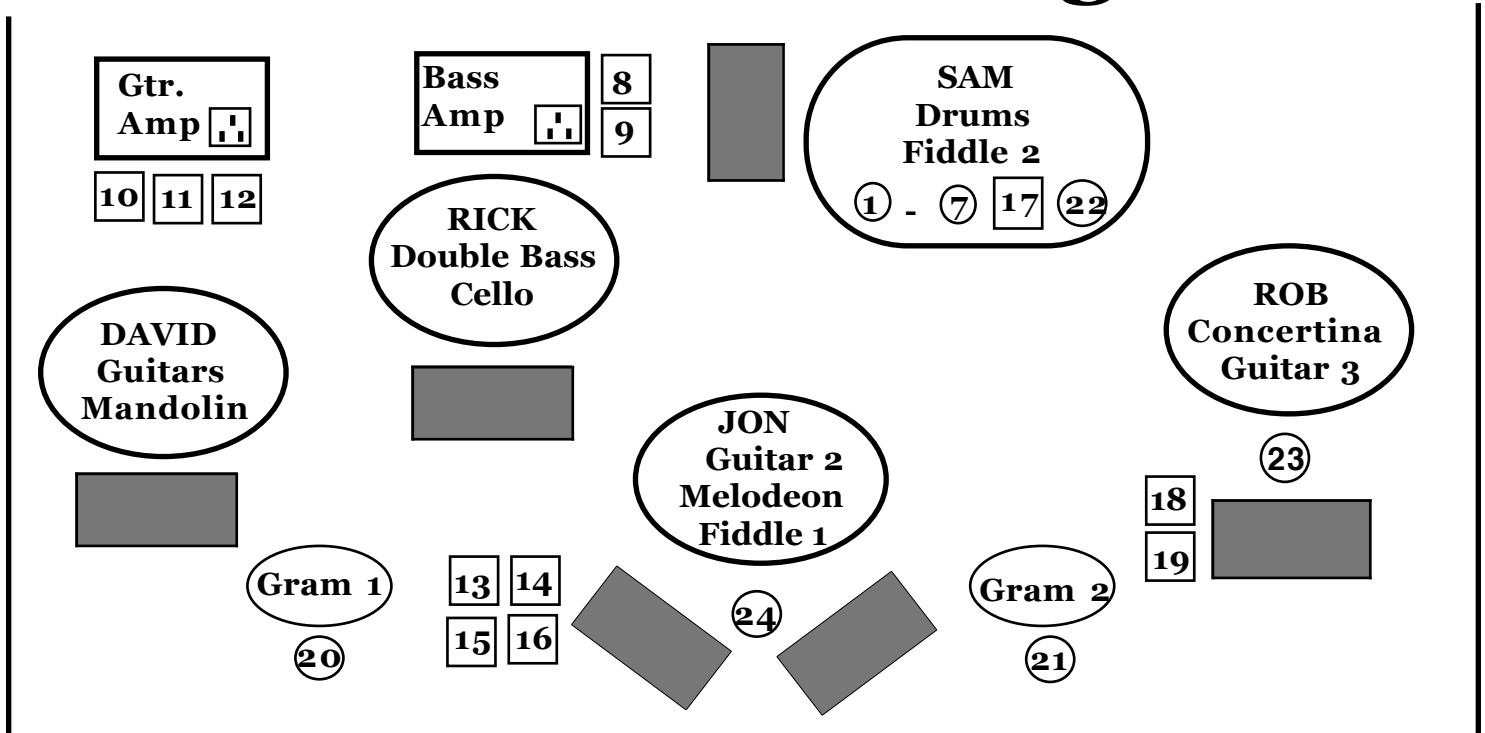 Gtr.
Amp
10 11 12
Bass
Amp
8
9
SAM
Drums
Fiddle 2
1 - 7 17 22
RICK
Double Bass
Cello
DAVID
Guitars
Mandolin
ROB
Concertina
Guitar 3
23
18
19
JON
Guitar 2
Melodeon
Fiddle 1
24
Gram 1
20
13 14
15 16
Gram 2
21